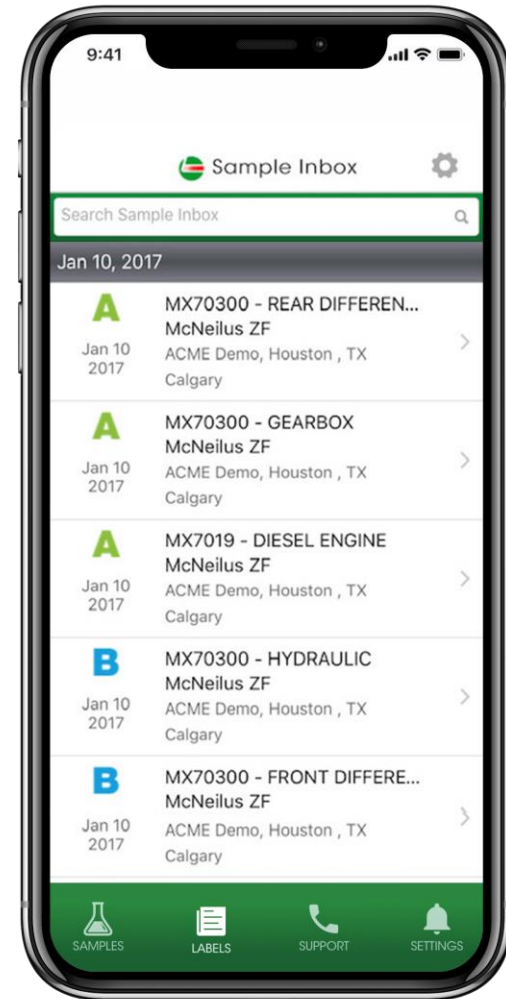 9:41
Sample Inbox
Search Sample Inbox
Jan 10, 2017
A
MX70300 - REAR DIFFEREN...
McNeilus ZF
Jan 10
2017
ACME Demo, Houston , TX
Calgary
A
MX70300 - GEARBOX
McNeilus ZF
Jan 10
2017
ACME Demo, Houston , TX
Calgary
A
MX7019 - DIESEL ENGINE
McNeilus ZF
Jan 10
2017
ACME Demo, Houston , TX
Calgary
B
MX70300 - HYDRAULIC
McNeilus ZF
Jan 10
2017
ACME Demo, Houston , TX
Calgary
B
MX70300 - FRONT DIFFERE...
McNeilus ZF
Jan 10
2017
ACME Demo, Houston , TX
Calgary
SAMPLES
LABELS
SUPPORT
SETTINGS